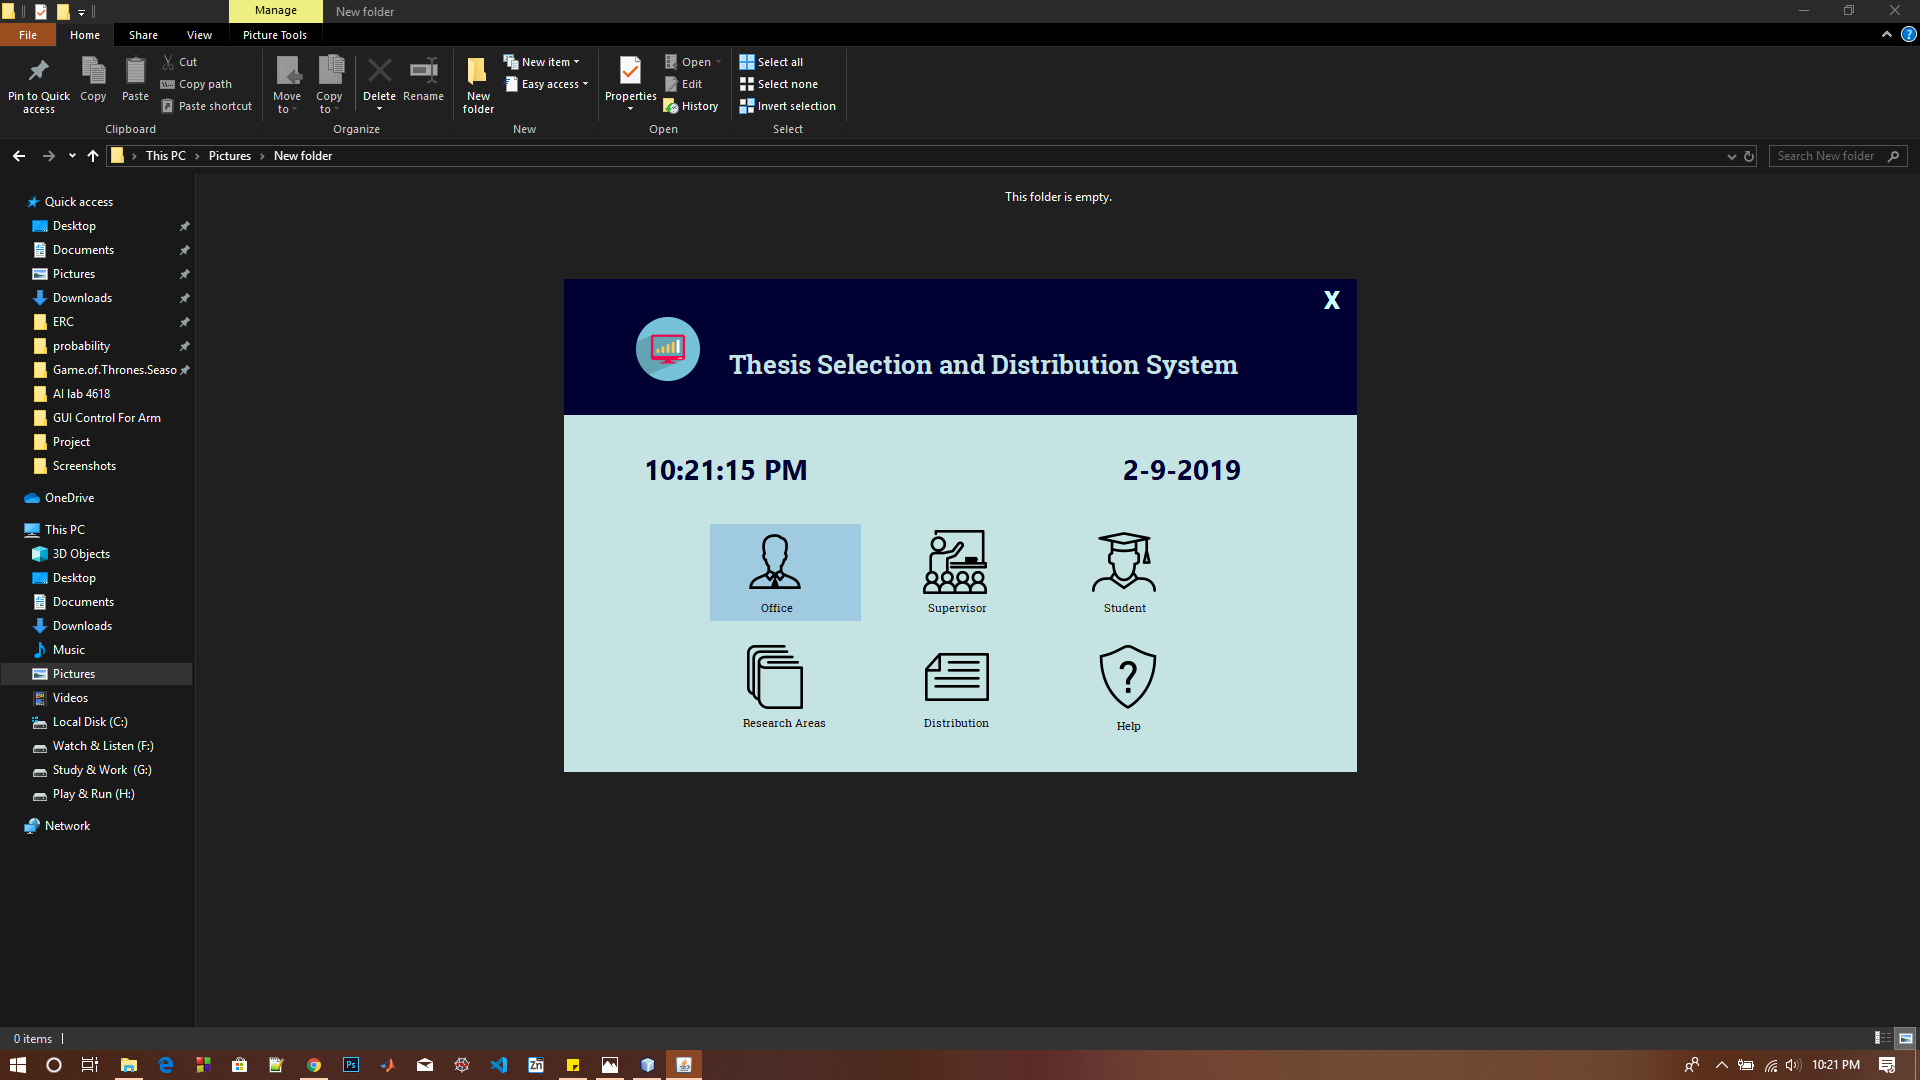 Manage New folder
File Home Share View Picture Tools
Pin to Quick access
Copy
Paste
Cut
Copy path
Paste shortcut
Clipboard
Move to
Copy to
Delete
Rename
Organize
New folder
New item
Easy access
New
Properties
Open
Edit
History
Open
Select all
Select none
Invert selection
Select
This PC › Pictures › New folder
Search New folder
Quick access
Desktop
Documents
Pictures
Downloads
ERC
probability
Game.of.Thrones.Seaso
AI lab 4618
GUI Control For Arm
Project
Screenshots
OneDrive
This PC
3D Objects
Desktop
Documents
Downloads
Music
Pictures
Videos
Local Disk (C:)
Watch & Listen (F:)
Study & Work (G:)
Play & Run (H:)
Network
This folder is empty.
X
Thesis Selection and Distribution System
10:21:15 PM 2-9-2019
Office Supervisor Student
Research Areas Distribution Help
0 items
Ps Zn 10:21 PM